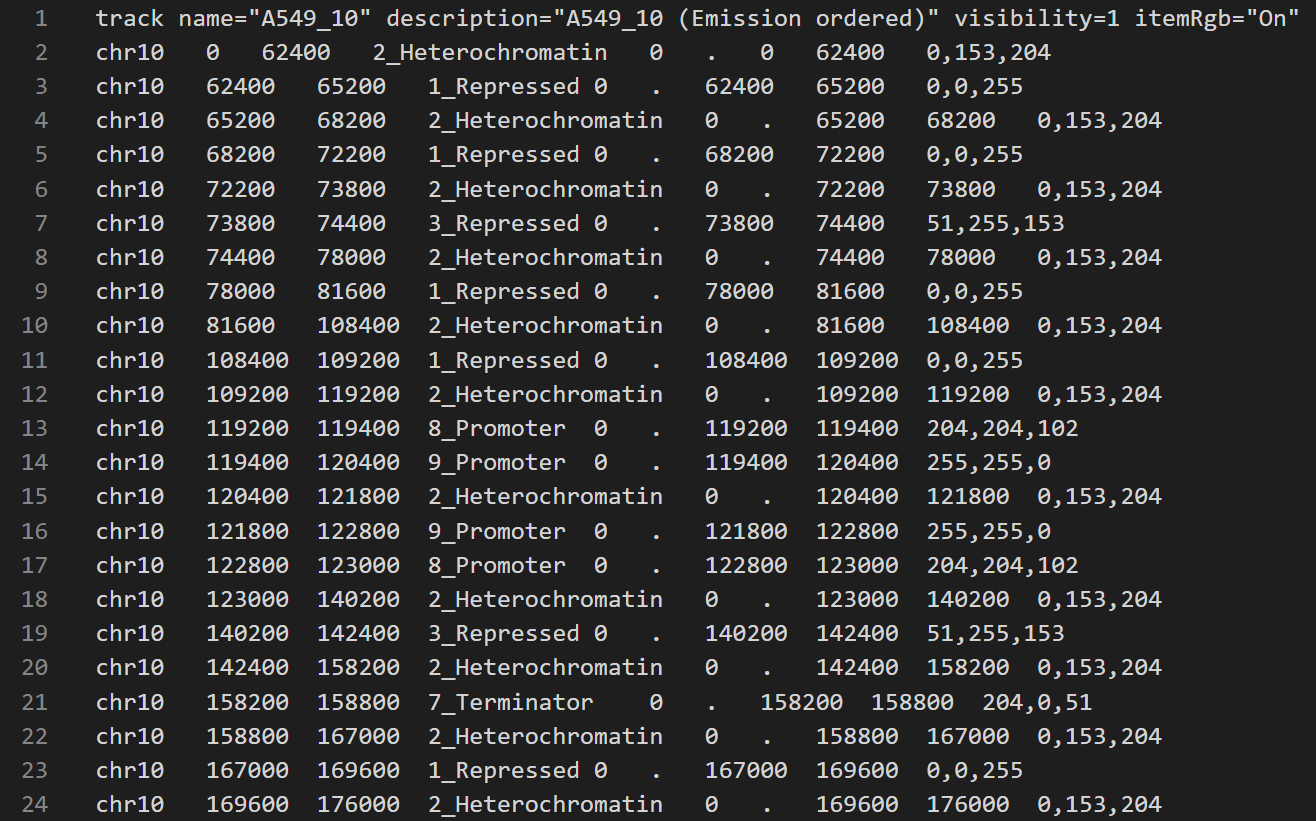 1 track name="A549_10" description="A549_10 (Emission ordered)" visibility=1 itemRgb="On"
2 chr10 0 62400 2_Heterochromatin 0 . 0 62400 0,153,204
3 chr10 62400 65200 1_Repressed 0 . 62400 65200 0,0,255
4 chr10 65200 68200 2_Heterochromatin 0 . 65200 68200 0,153,204
5 chr10 68200 72200 1_Repressed 0 . 68200 72200 0,0,255
6 chr10 72200 73800 2_Heterochromatin 0 . 72200 73800 0,153,204
7 chr10 73800 74400 3_Repressed 0 . 73800 74400 51,255,153
8 chr10 74400 78000 2_Heterochromatin 0 . 74400 78000 0,153,204
9 chr10 78000 81600 1_Repressed 0 . 78000 81600 0,0,255
10 chr10 81600 108400 2_Heterochromatin 0 . 81600 108400 0,153,204
11 chr10 108400 109200 1_Repressed 0 . 108400 109200 0,0,255
12 chr10 109200 119200 2_Heterochromatin 0 . 109200 119200 0,153,204
13 chr10 119200 119400 8_Promoter 0 . 119200 119400 204,204,102
14 chr10 119400 120400 9_Promoter 0 . 119400 120400 255,255,0
15 chr10 120400 121800 2_Heterochromatin 0 . 120400 121800 0,153,204
16 chr10 121800 122800 9_Promoter 0 . 121800 122800 255,255,0
17 chr10 122800 123000 8_Promoter 0 . 122800 123000 204,204,102
18 chr10 123000 140200 2_Heterochromatin 0 . 123000 140200 0,153,204
19 chr10 140200 142400 3_Repressed 0 . 140200 142400 51,255,153
20 chr10 142400 158200 2_Heterochromatin 0 . 142400 158200 0,153,204
21 chr10 158200 158800 7_Terminator 0 . 158200 158800 204,0,51
22 chr10 158800 167000 2_Heterochromatin 0 . 158800 167000 0,153,204
23 chr10 167000 169600 1_Repressed 0 . 167000 169600 0,0,255
24 chr10 169600 176000 2_Heterochromatin 0 . 169600 176000 0,153,204